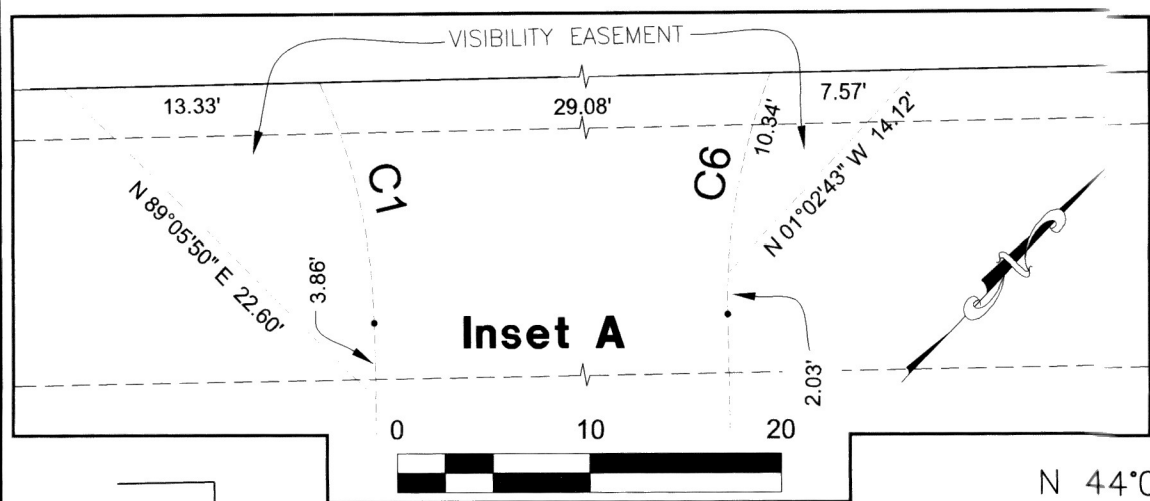 VISIBILITY EASEMENT
13.33'
29.08'
7.57'
10.34'
N 01°02'43" W 14.12'
C1
C6
N 89°05'50" E 22.60'
3.86'
Inset A
2.03'
0 10 20
N 44°0